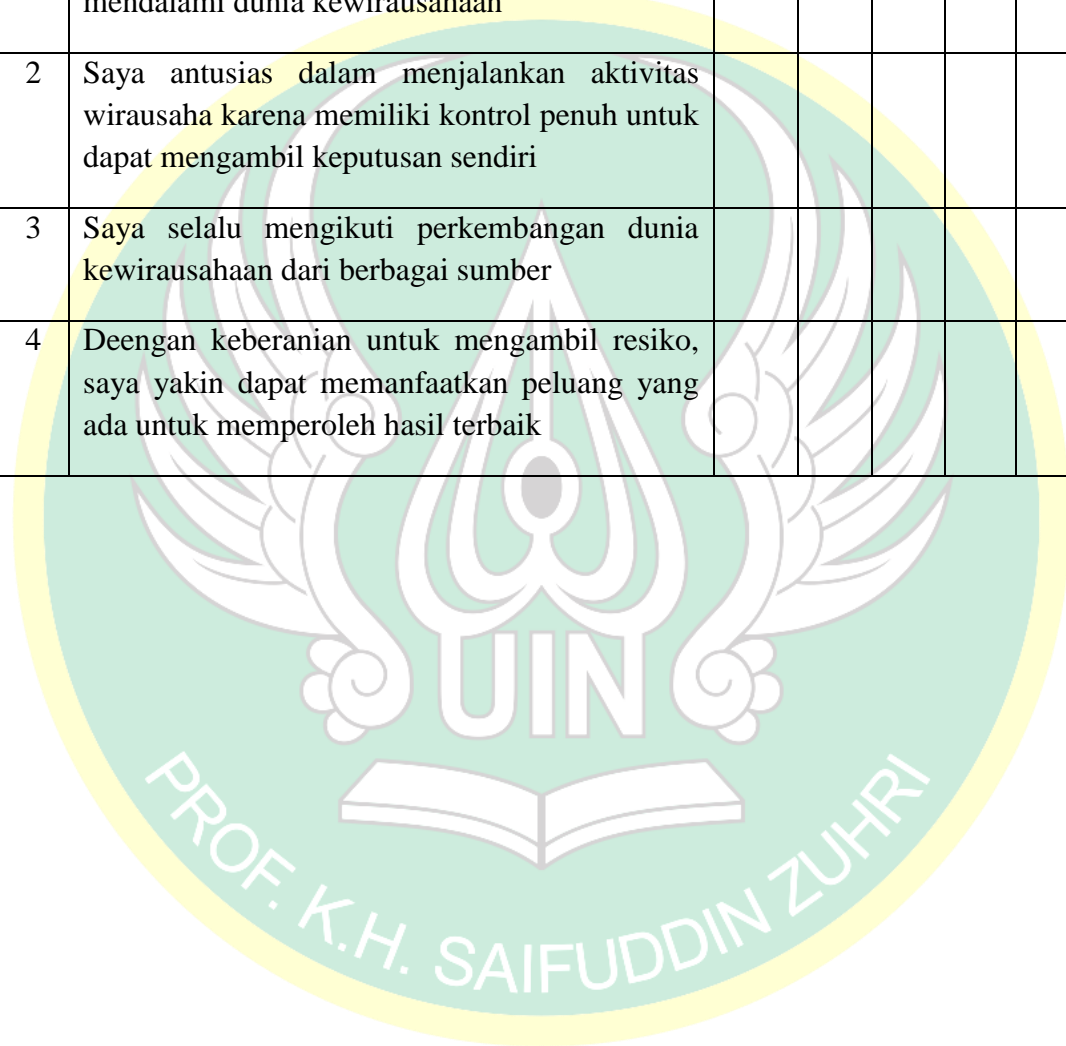 mendalami dunia kewirausahaan
2 Saya antusias dalam menjalankan aktivitas
wirausaha karena memiliki kontrol penuh untuk
dapat mengambil keputusan sendiri
3 Saya selalu mengikuti perkembangan dunia
kewirausahaan dari berbagai sumber
4 Deengan keberanian untuk mengambil resiko,
saya yakin dapat memanfaatkan peluang yang
ada untuk memperoleh hasil terbaik
UIN
PROF. K.H. SAIFUDDIN ZUHRI